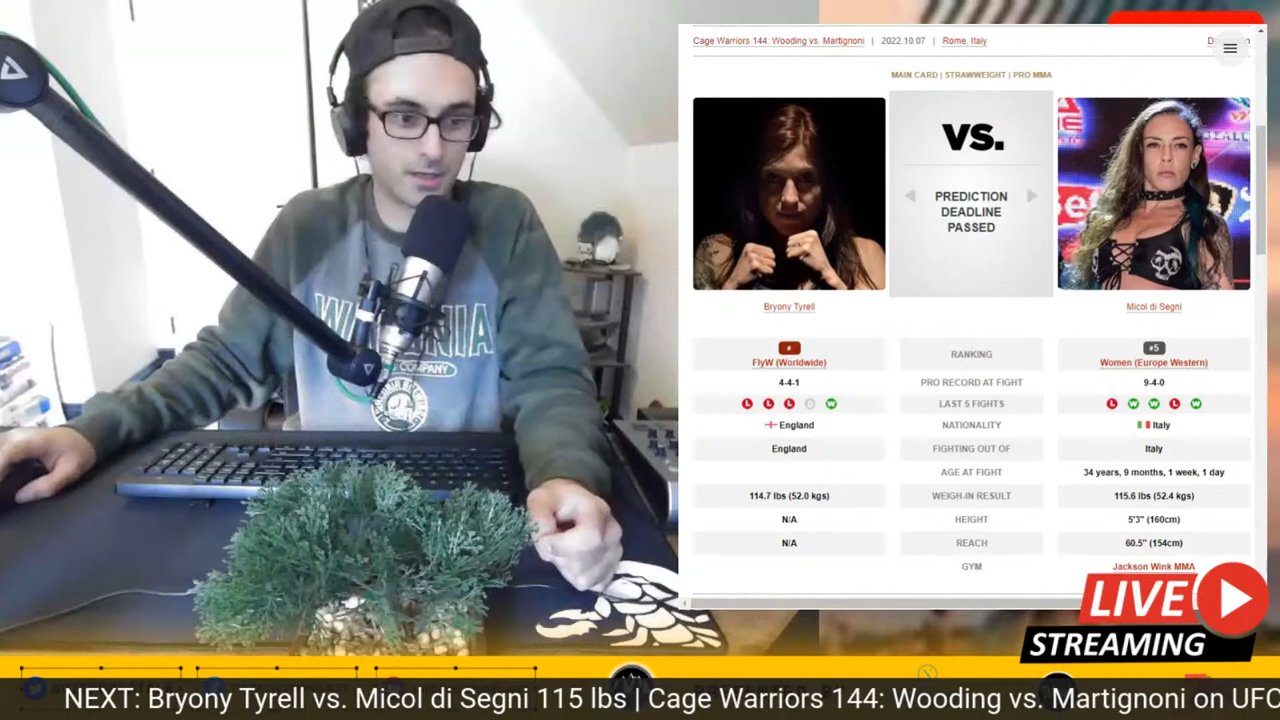 Cage Warriors 144: Wooding vs. Martignoni | 2022.10.07 | Rome, Italy
MAIN CARD | STRAWWEIGHT | PRO MMA
VS.
PREDICTION
DEADLINE
PASSED
Bryony Tyrell
Micol di Segni
#
RANKING
#5
FlyW (Worldwide)
Women (Europe Western)
4-4-1 PRO RECORD AT FIGHT 9-4-0
L L L D W LAST 5 FIGHTS L W W L W
England NATIONALITY Italy
England FIGHTING OUT OF Italy
AGE AT FIGHT 34 years, 9 months, 1 week, 1 day
114.7 lbs (52.0 kgs) WEIGH-IN RESULT 115.6 lbs (52.4 kgs)
N/A HEIGHT 5'3" (160cm)
N/A REACH 60.5" (154cm)
GYM Jackson Wink MMA
COMPANY
LIVE
STREAMING
NEXT: Bryony Tyrell vs. Micol di Segni 115 lbs | Cage Warriors 144: Wooding vs. Martignoni on UFC